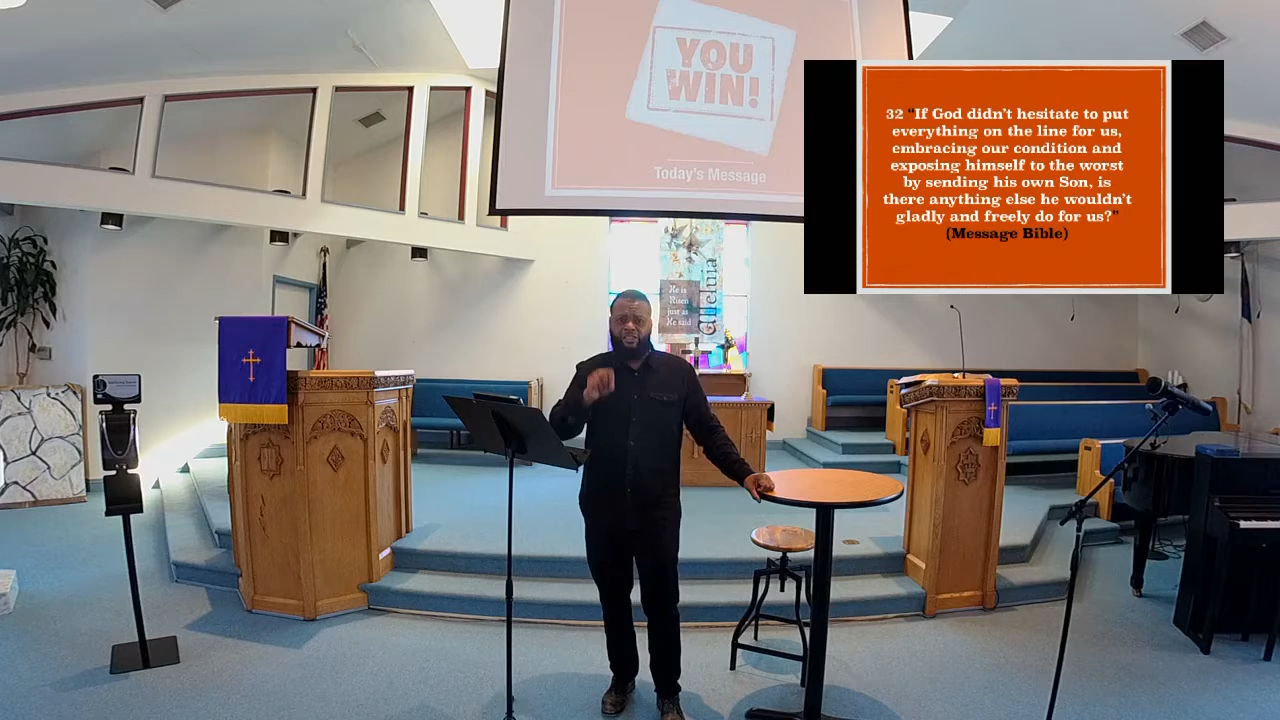 YOU
WIN!
Today's Message
32 "If God didn't hesitate to put
everything on the line for us,
embracing our condition and
exposing himself to the worst
by sending his own Son, is
there anything else he wouldn't
gladly and freely do for us?"
(Message Bible)
He is
Risen
just as
He said
Alleluia